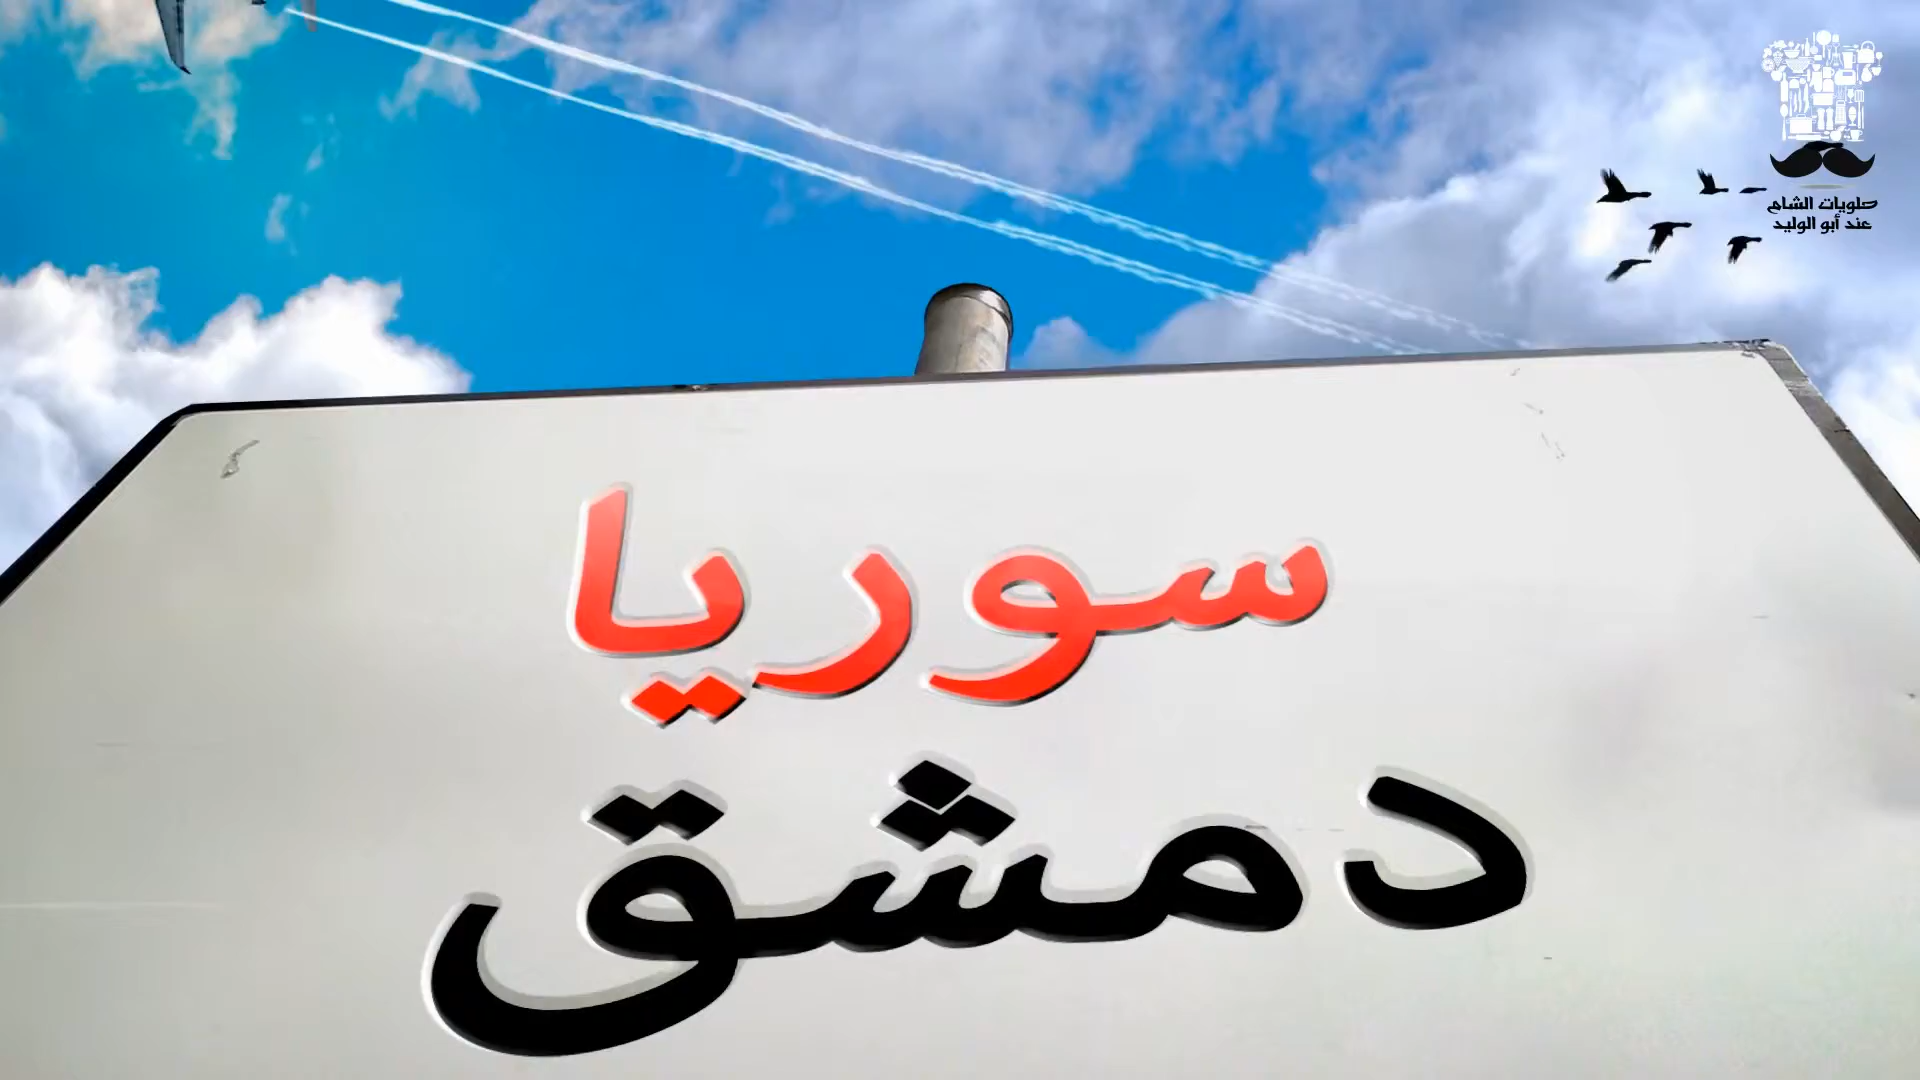 حلويات الشام
عند أبو الوليد
سوريا
دمشق